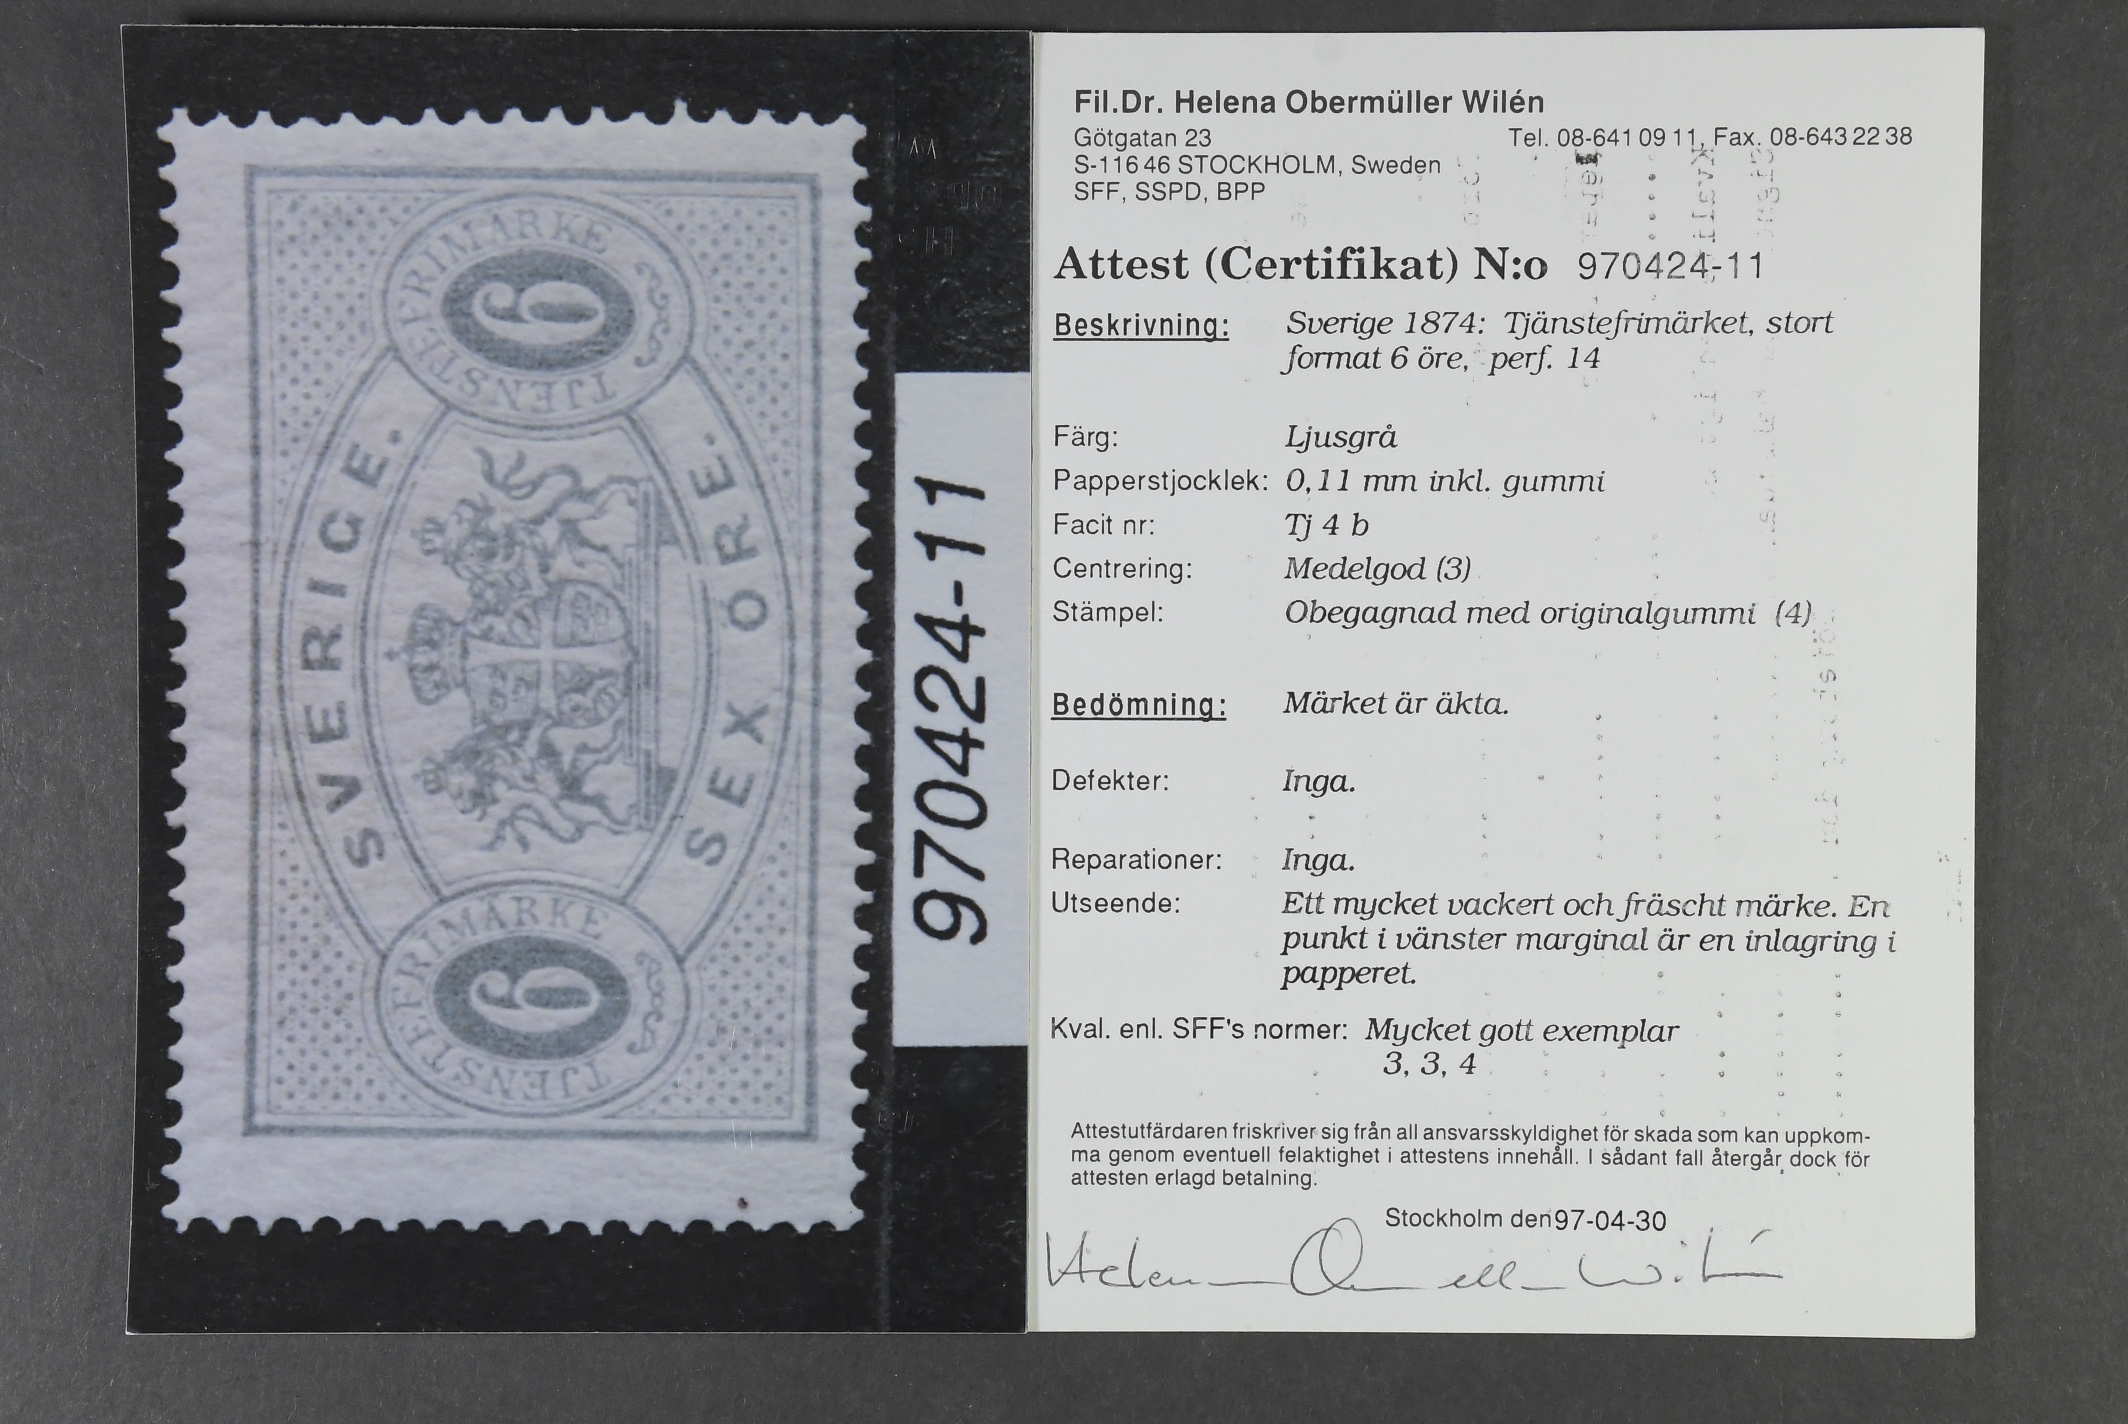 TJENSTEFRIMÄRKE
6
SVERIGE.
SEX ÖRE.
TJENSTEFRIMÄRKE
6
970424-11
Fil.Dr. Helena Obermüller Wilén
Götgatan 23
Tel. 08-641 09 11, Fax. 08-643 22 38
S-116 46 STOCKHOLM, Sweden
SFF, SSPD, BPP
Attest (Certifikat) N:o 970424-11
Beskrivning: Sverige 1874: Tjänstefrimärket, stort
format 6 öre, perf. 14
Färg: Ljusgrå
Papperstjocklek: 0,11 mm inkl. gummi
Facit nr: Tj 4 b
Centrering: Medelgod (3)
Stämpel: Obegagnad med originalgummi (4)
Bedömning: Märket är äkta.
Defekter: Inga.
Reparationer: Inga.
Utseende: Ett mycket vackert och fräscht märke. En
punkt i vänster marginal är en inlagring i
papperet.
Kval. enl. SFF's normer: Mycket gott exemplar
3, 3, 4
Attestutfärdaren friskriver sig från all ansvarsskyldighet för skada som kan uppkom-
ma genom eventuell felaktighet i attestens innehåll. I sådant fall återgår dock för
attesten erlagd betalning.
Stockholm den 97-04-30